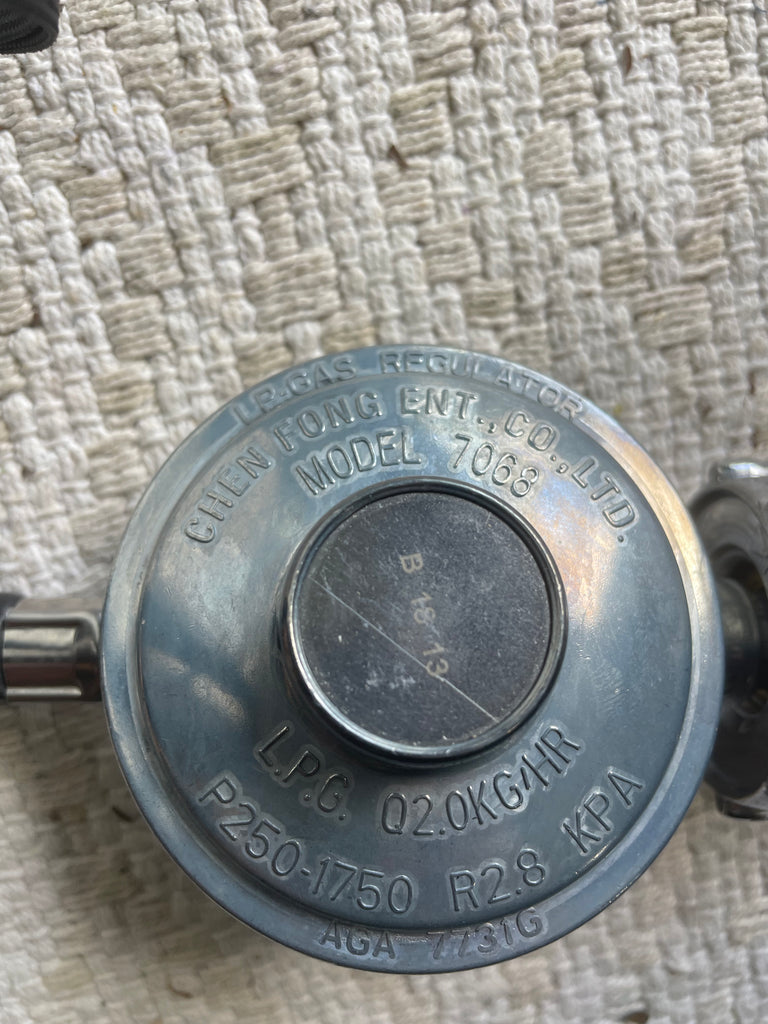 LP-GAS REGULATOR
CHEN FONG ENT.,CO.,LTD.
MODEL 7068
B 18 13
L.P.G. Q2.0KG/HR
P250-1750 R2.8 KPA
AGA 7731G